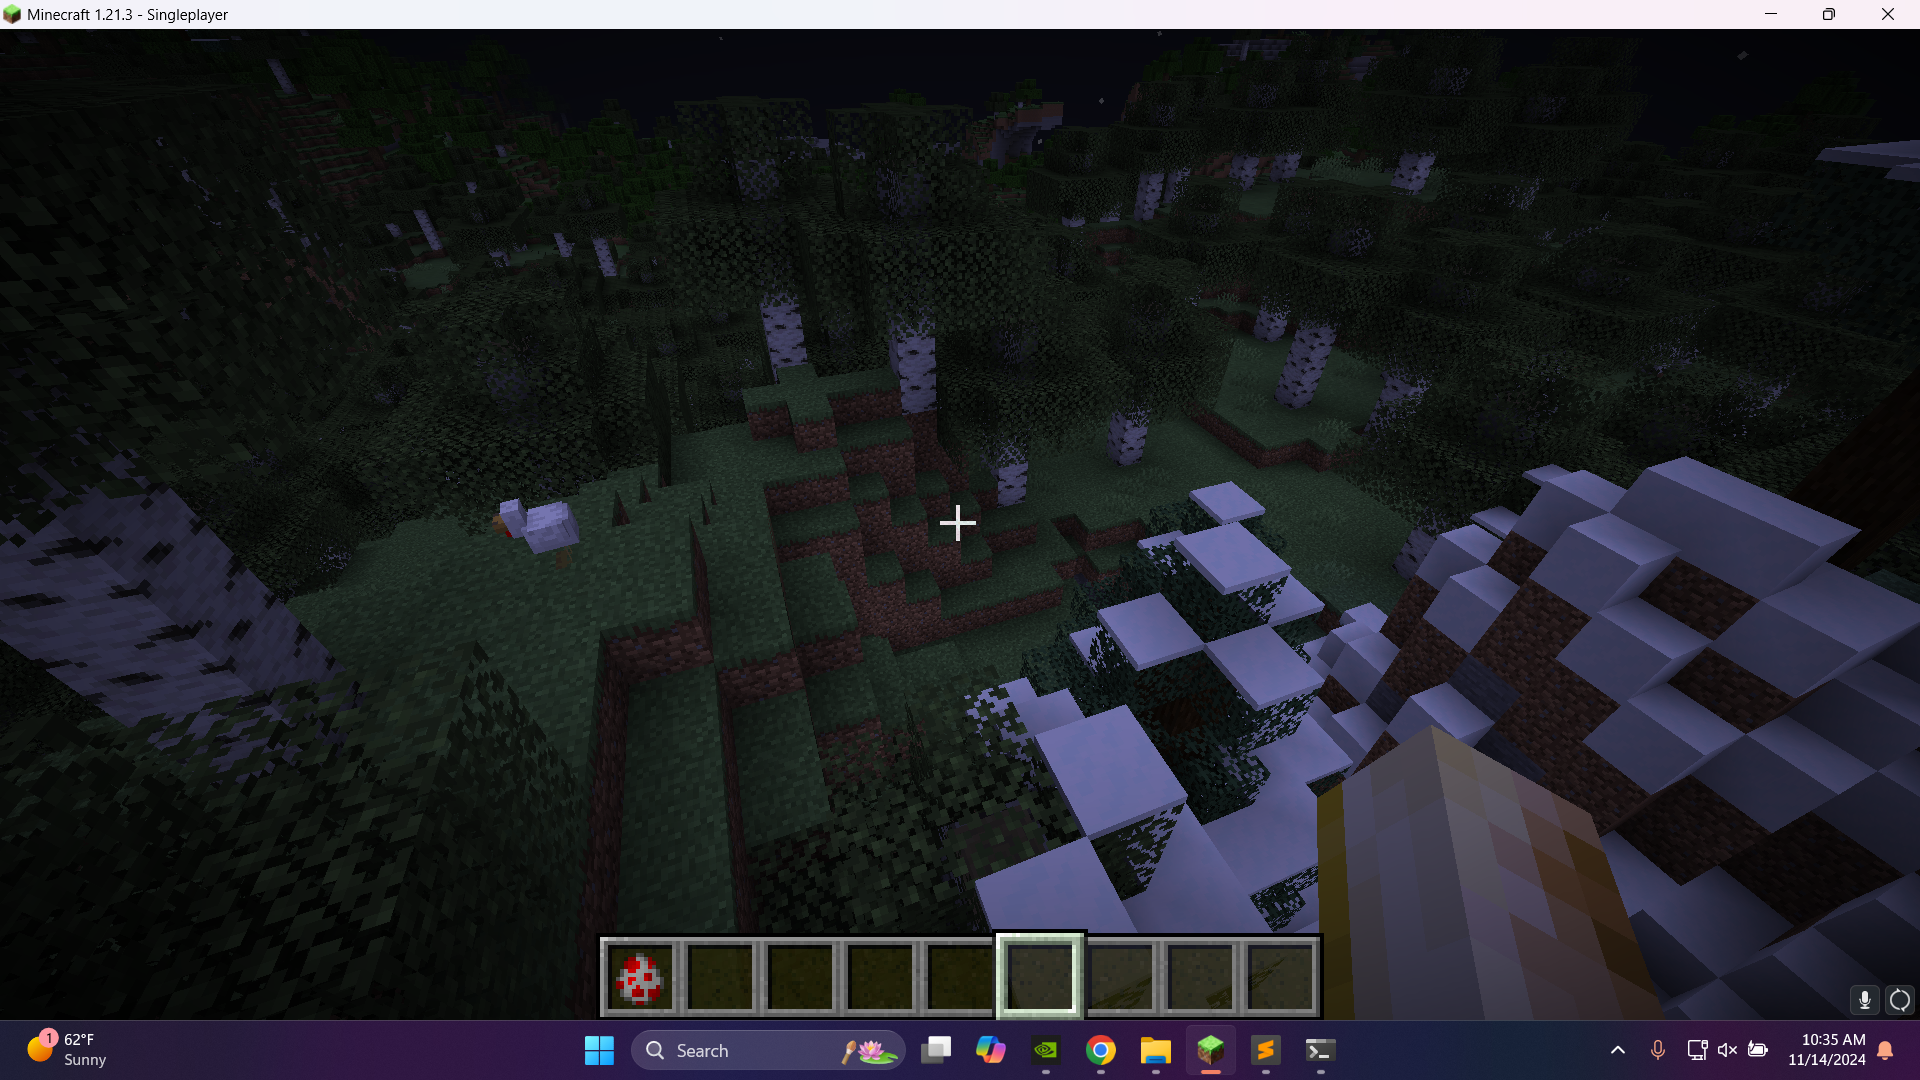 Minecraft 1.21.3 - Singleplayer
1
62°F
Sunny
Search
10:35 AM
11/14/2024